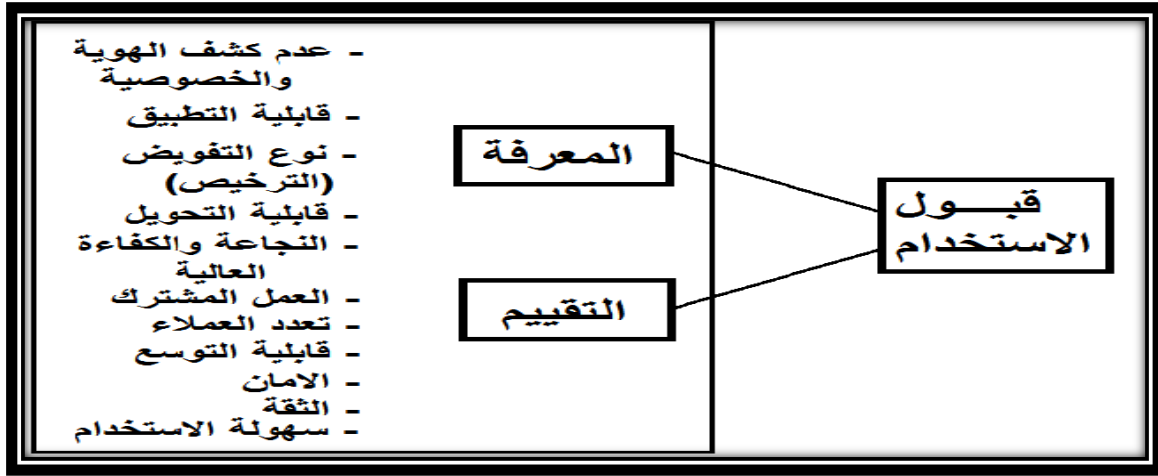 قبـــول
الاستخدام
المعرفة
التقييم
- عدم كشف الهوية
والخصوصية
- قابلية التطبيق
- نوع التفويض
(الترخيص)
- قابلية التحويل
- النجاعة والكفاءة
العالية
- العمل المشترك
- تعدد العملاء
- قابلية التوسع
- الامان
- الثقة
- سهولة الاستخدام